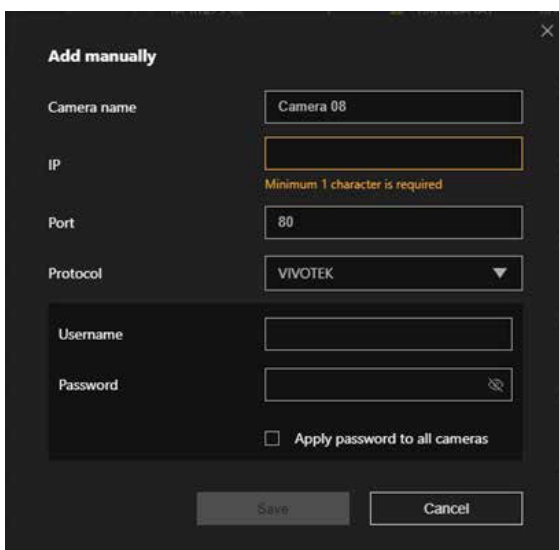 Add manually
Camera name
Camera 08
IP
Minimum 1 character is required
Port
80
Protocol
VIVOTEK
Username
Password
Apply password to all cameras
Save
Cancel